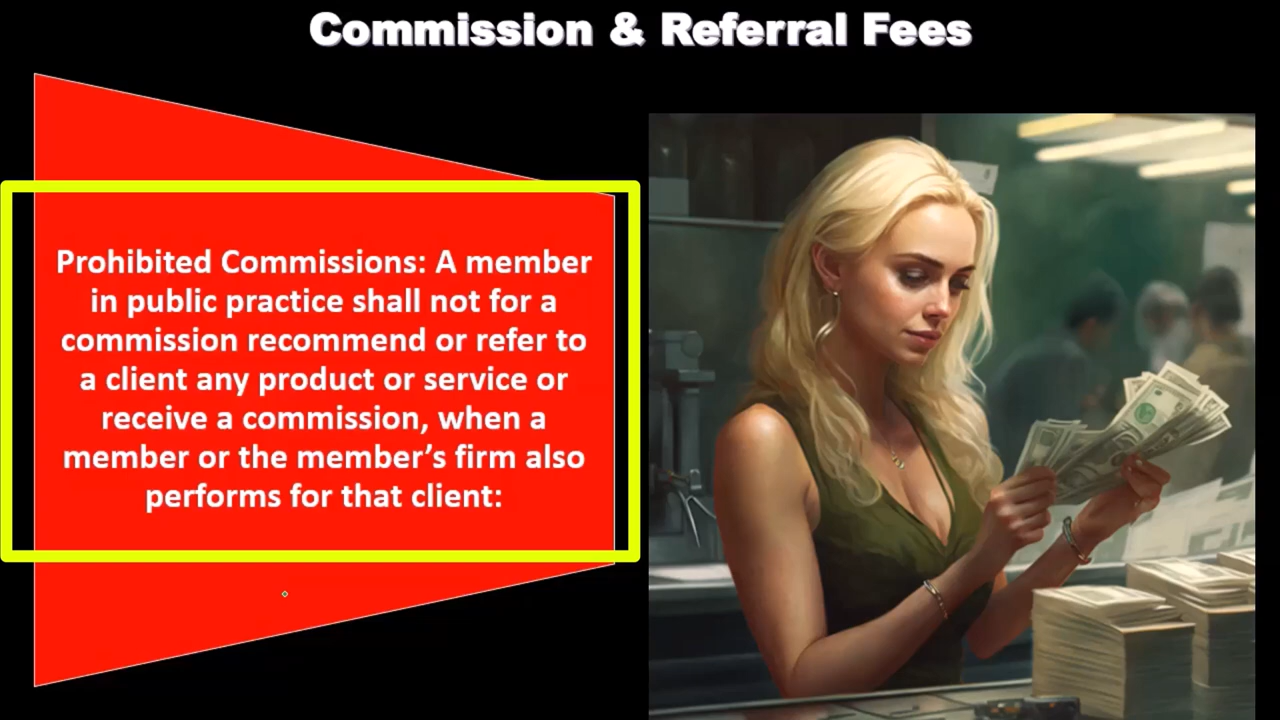 Commission & Referral Fees
Prohibited Commissions: A member
in public practice shall not for a
commission recommend or refer to
a client any product or service or
receive a commission, when a
member or the member’s firm also
performs for that client: